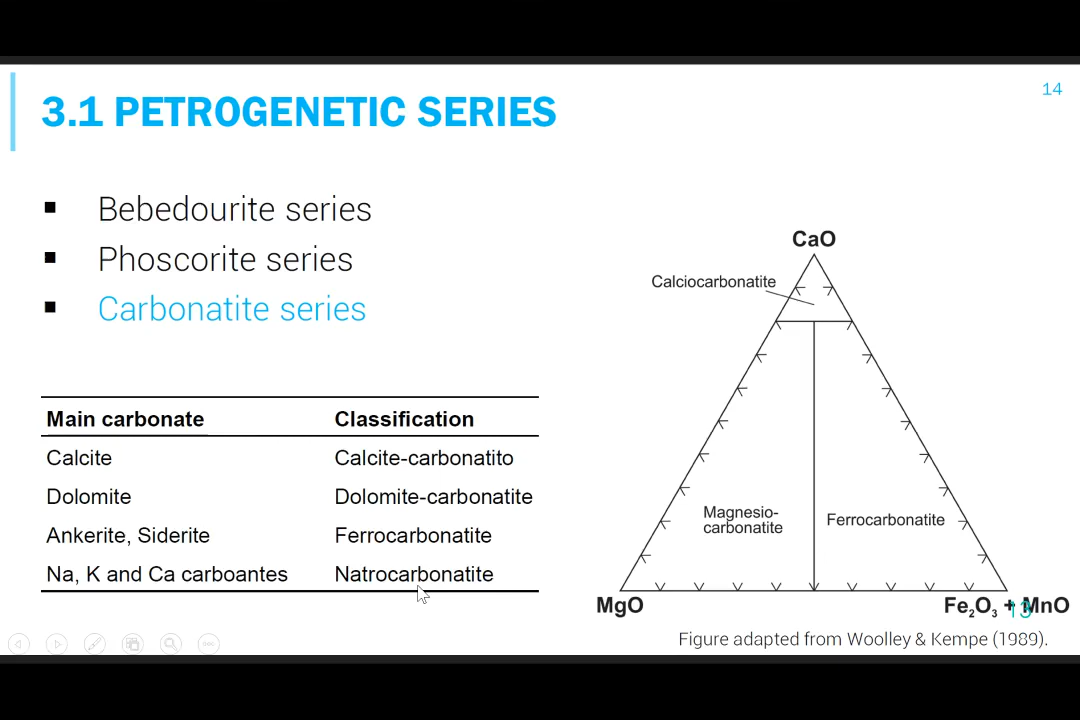 14
3.1 PETROGENETIC SERIES
Bebedourite series
Phoscorite series
Carbonatite series
Main carbonate Classification
Calcite Calcite-carbonatito
Dolomite Dolomite-carbonatite
Ankerite, Siderite Ferrocarbonatite
Na, K and Ca carboantes Natrocarbonatite
CaO
Calciocarbonatite
Magnesio-
carbonatite
Ferrocarbonatite
MgO
Fe₂O₃ + MnO
13
Figure adapted from Woolley & Kempe (1989).